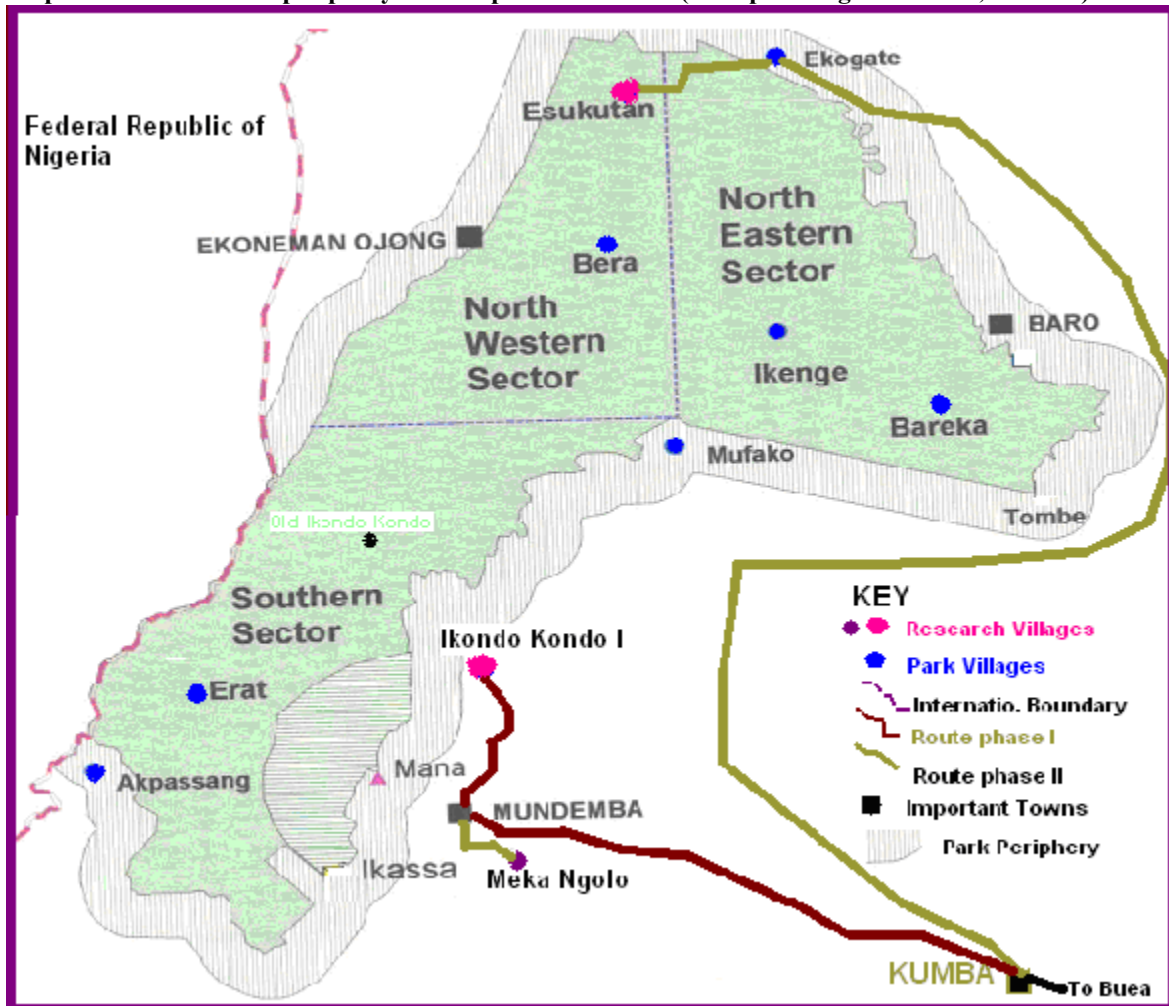 Ekogate
Esukutan
Federal Republic of
Nigeria
North
Eastern
Sector
EKONEMAN OJONG
Bera
North
Western
Sector
BARO
Ikenge
Bareka
Mufako
Tombe
Old Ikondo Kondo
Southern
Sector
Ikondo Kondo I
KEY
Research Villages
Park Villages
Internatio. Boundary
Route phase I
Route phase II
Important Towns
Park Periphery
Erat
Akpassang
Mana
MUNDEMBA
Ikassa
Meka Ngolo
KUMBA
To Buea